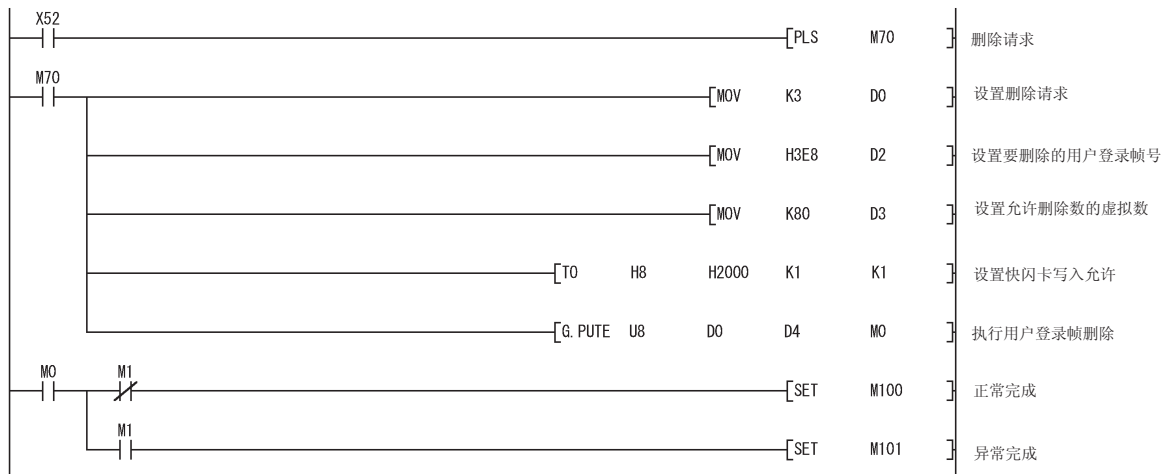 X52
[PLS M70 ] 删除请求
M70
[MOV K3 D0 ] 设置删除请求
[MOV H3E8 D2 ] 设置要删除的用户登录帧号
[MOV K80 D3 ] 设置允许删除数的虚拟数
[TO H8 H2000 K1 K1 ] 设置快闪卡写入允许
[G.PUTE U8 D0 D4 M0 ] 执行用户登录帧删除
M0 M1
[SET M100 ] 正常完成
M1
[SET M101 ] 异常完成